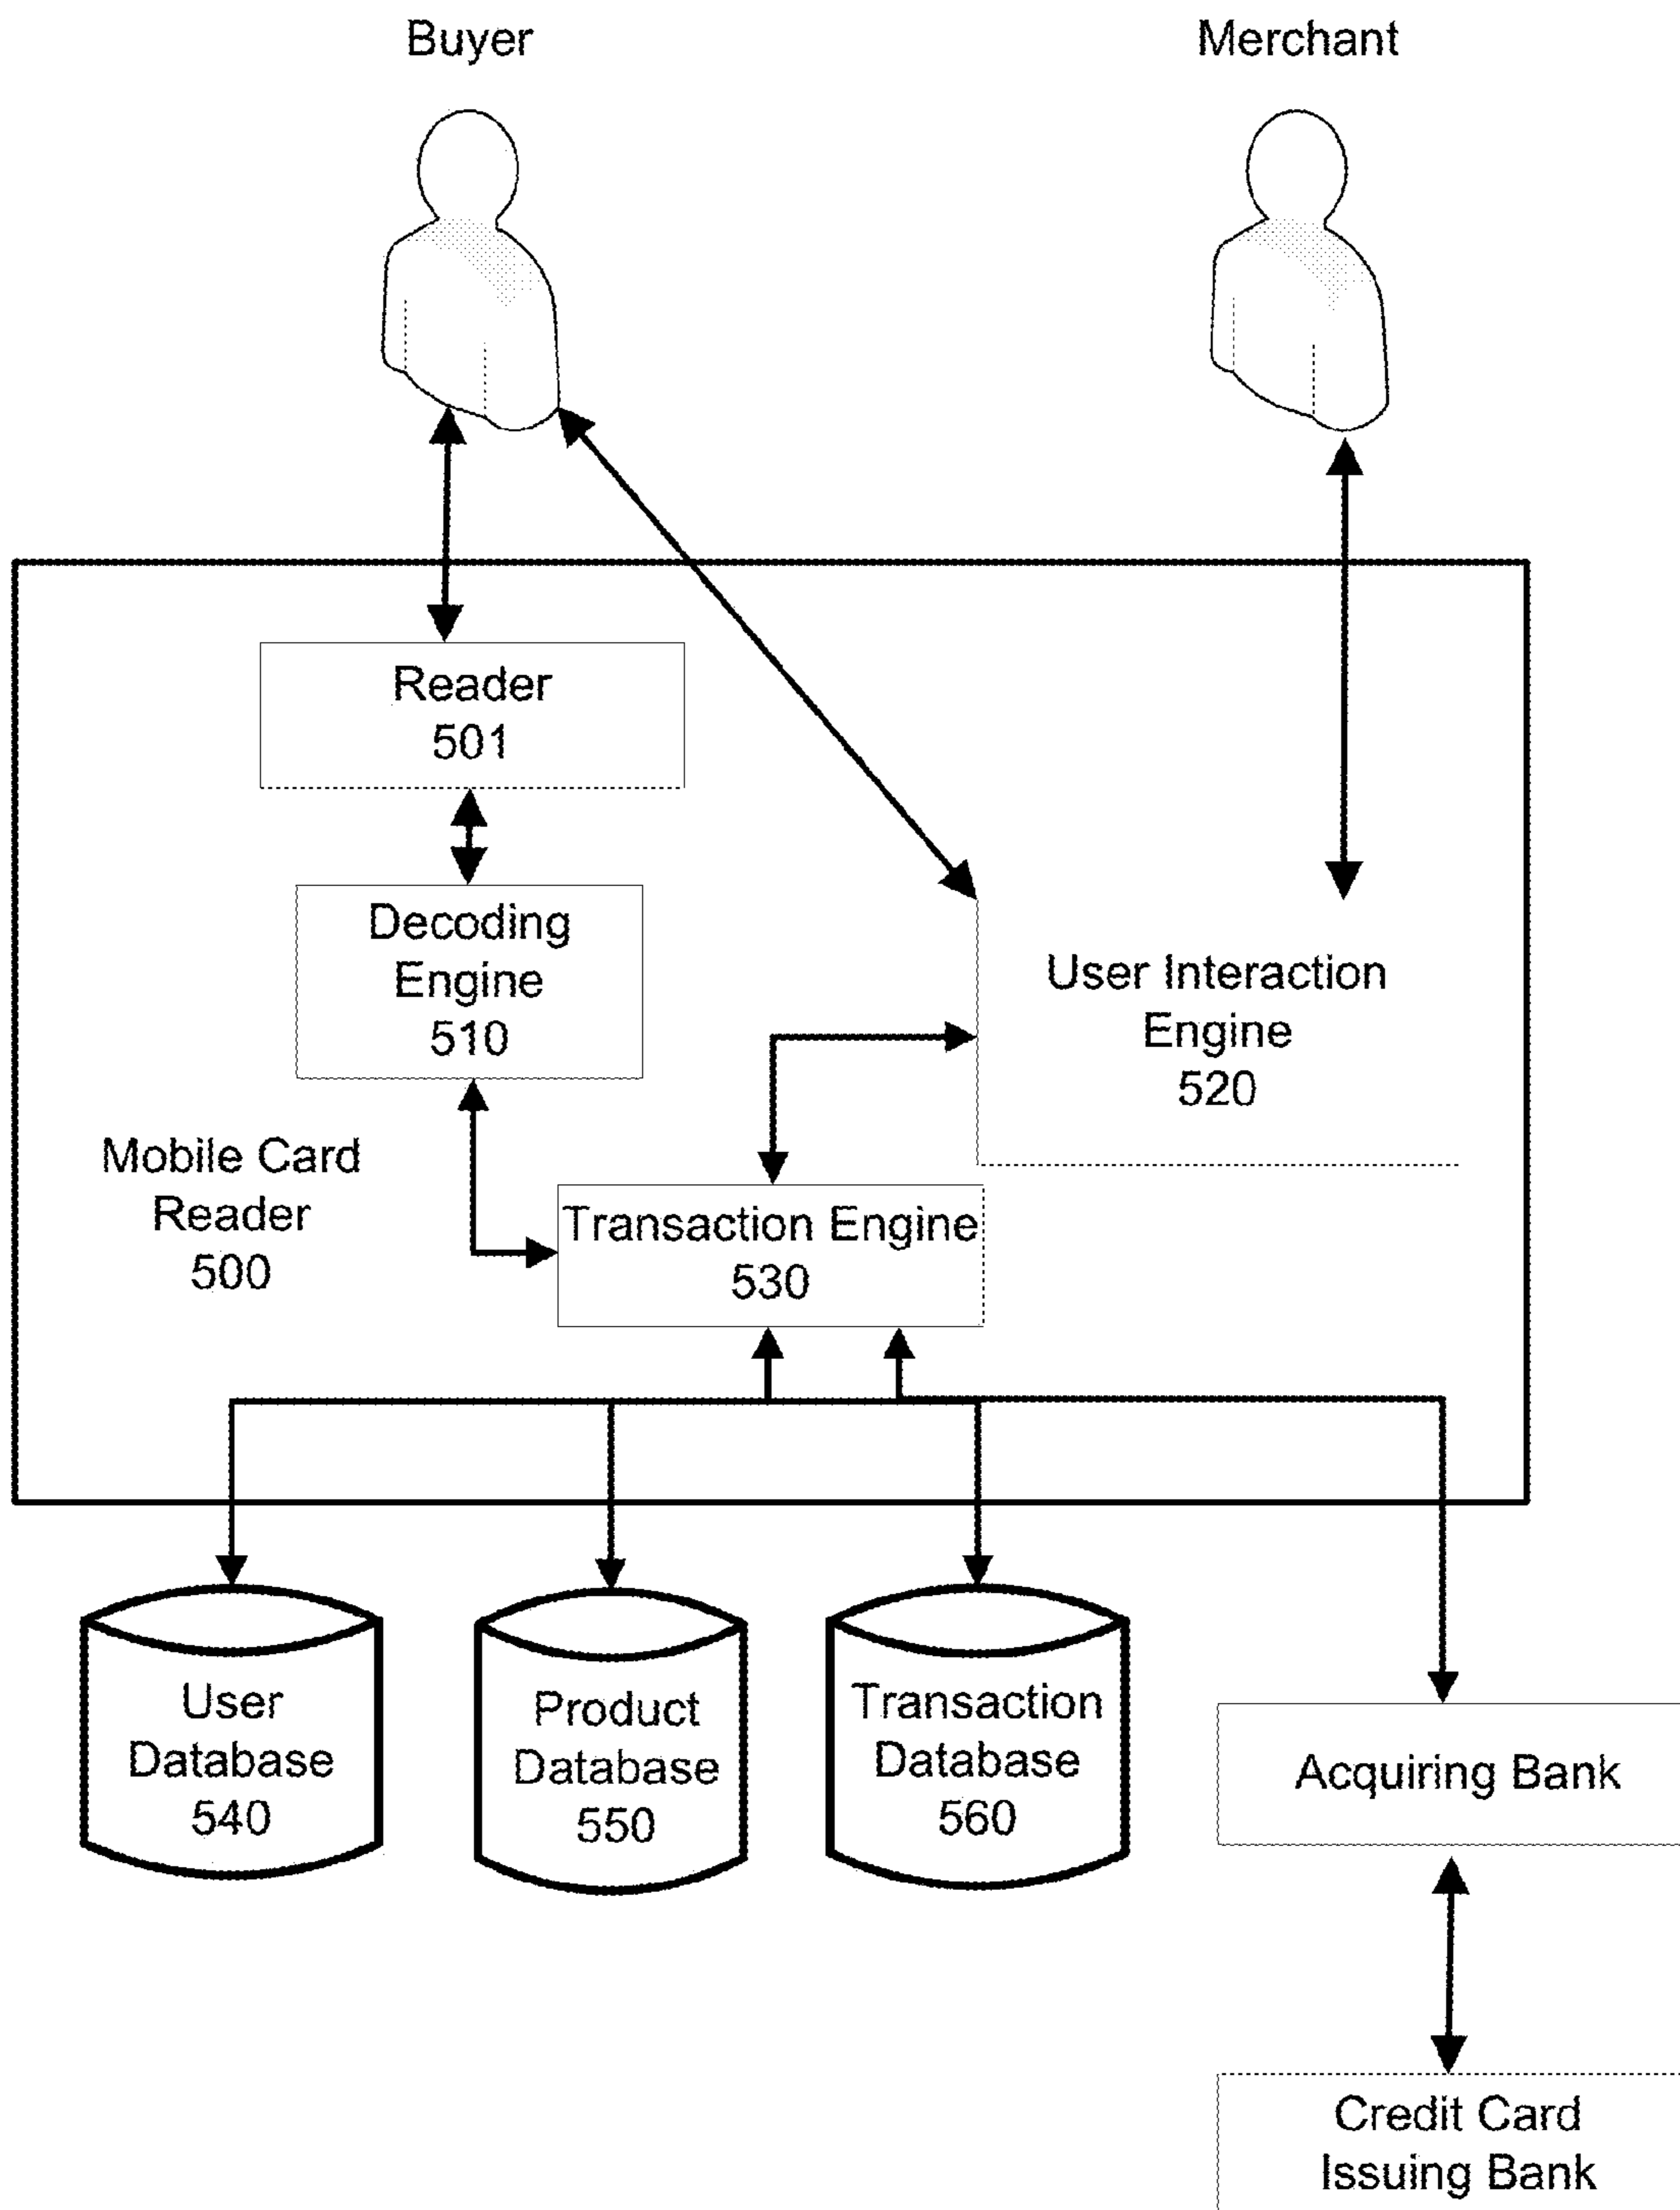 Buyer
Merchant
Reader
501
Decoding
Engine
510
User Interaction
Engine
520
Mobile Card
Reader
500
Transaction Engine
530
User
Database
540
Product
Database
550
Transaction
Database
560
Acquiring Bank
Credit Card
Issuing Bank